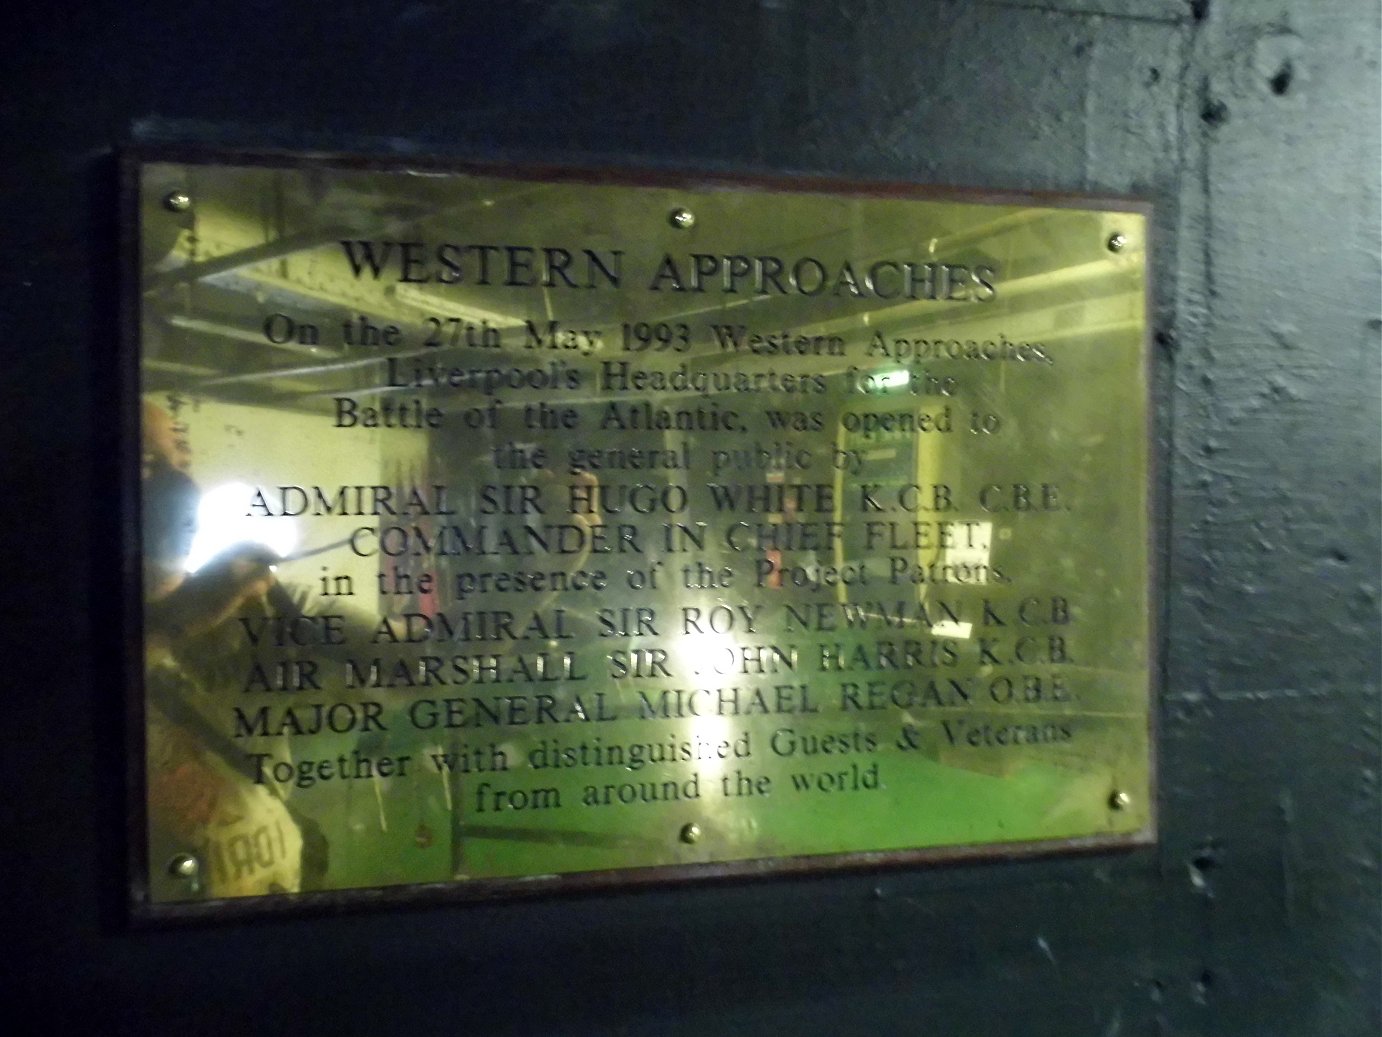 WESTERN APPROACHES
On the 27th May 1993 Western Approaches,
Liverpool's Headquarters for the
Battle of the Atlantic, was opened to
the general public by
ADMIRAL SIR HUGO WHITE K.C.B. C.B.E.
COMMANDER IN CHIEF FLEET,
in the presence of the Project Patrons,
VICE ADMIRAL SIR ROY NEWMAN K.C.B.
AIR MARSHALL SIR JOHN HARRIS K.C.B.
MAJOR GENERAL MICHAEL REGAN O.B.E.
Together with distinguished Guests & Veterans
from around the world.